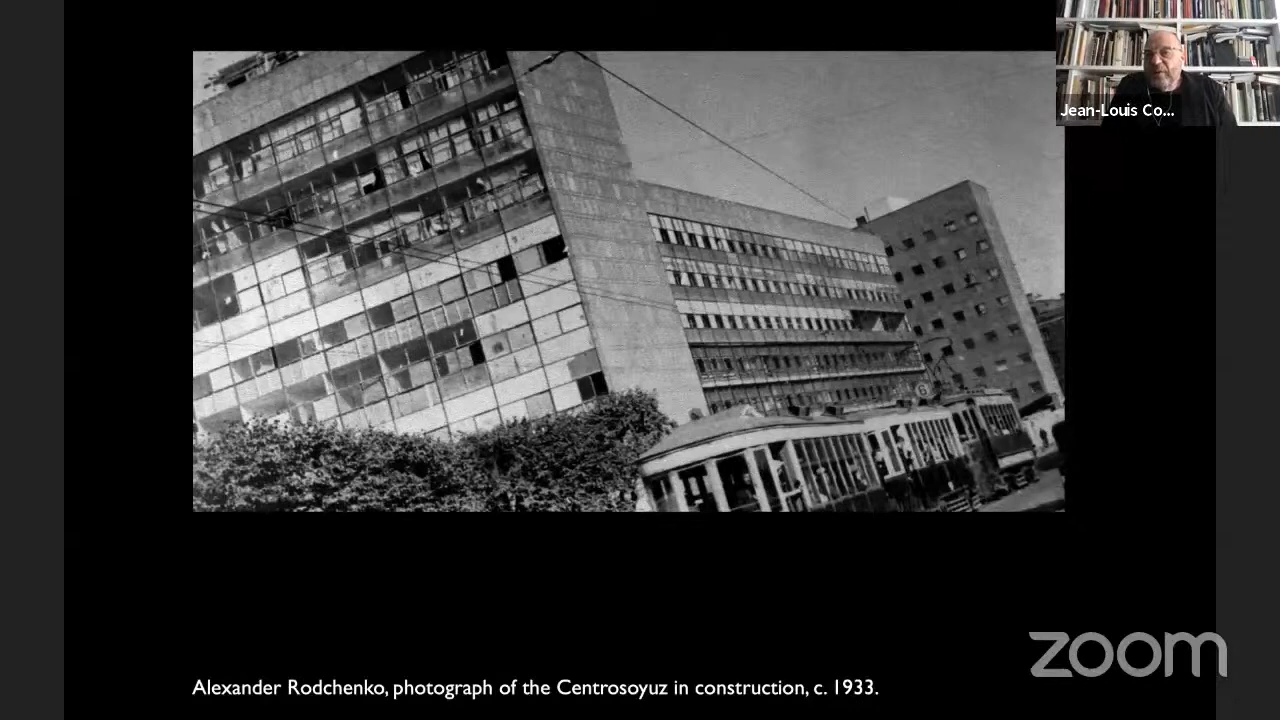 Jean-Louis Co...
zoom
Alexander Rodchenko, photograph of the Centrosoyuz in construction, c. 1933.